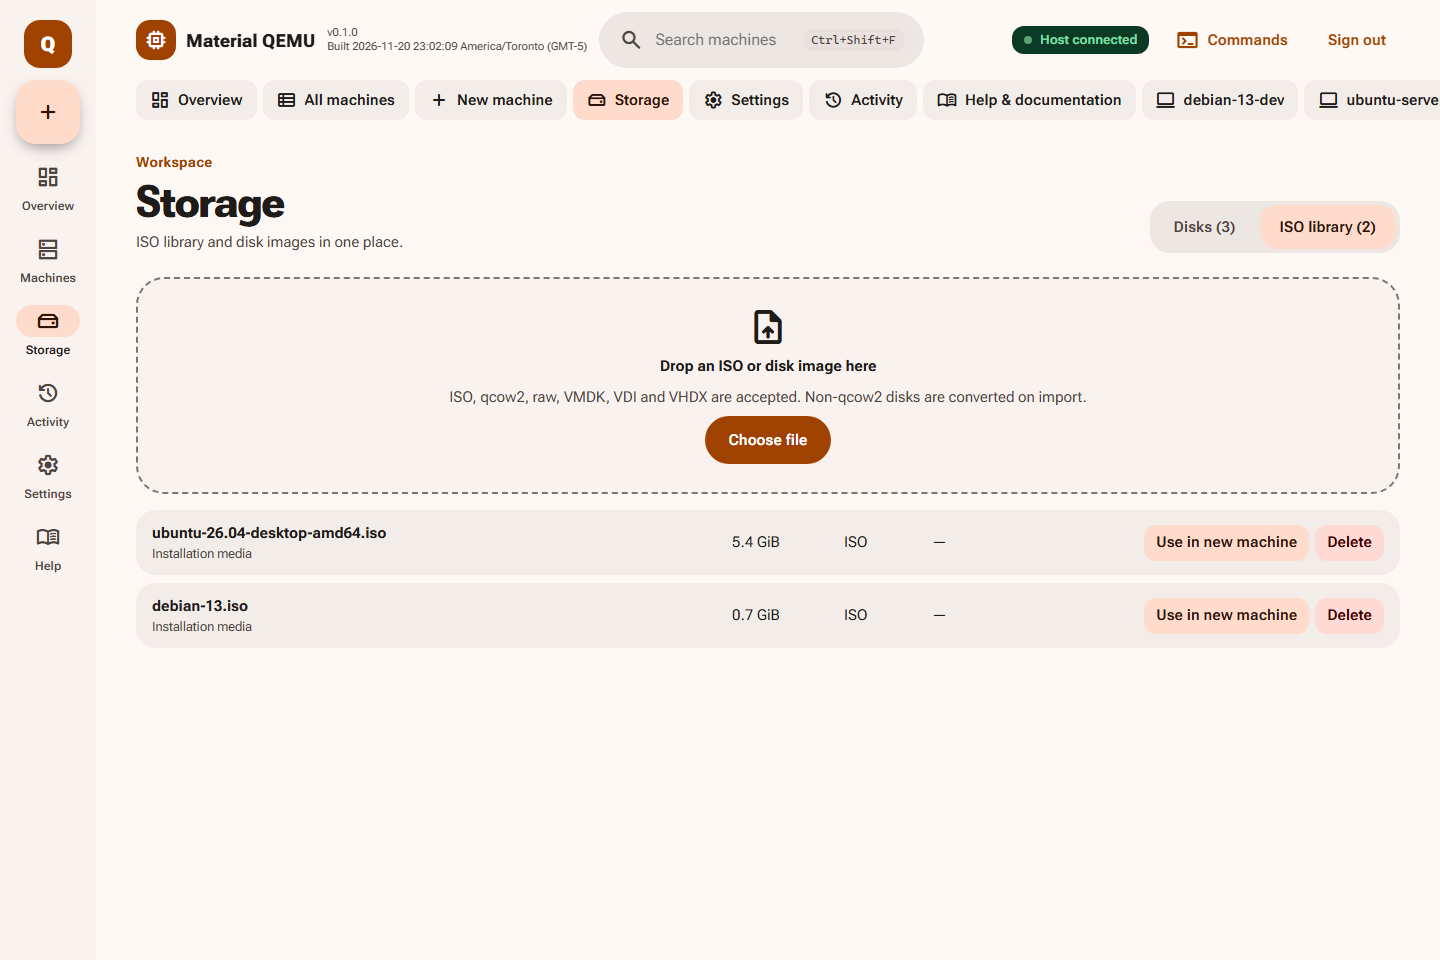 Q
Material QEMU
v0.1.0
Built 2026-11-20 23:02:09 America/Toronto (GMT-5)
Search machines
Ctrl+Shift+F
Host connected
Commands
Sign out
Overview
All machines
New machine
Storage
Settings
Activity
Help & documentation
debian-13-dev
ubuntu-serve
Overview
Machines
Storage
Activity
Settings
Help
Workspace
Storage
ISO library and disk images in one place.
Disks (3)
ISO library (2)
Drop an ISO or disk image here
ISO, qcow2, raw, VMDK, VDI and VHDX are accepted. Non-qcow2 disks are converted on import.
Choose file
ubuntu-26.04-desktop-amd64.iso
Installation media
5.4 GiB
ISO
—
Use in new machine
Delete
debian-13.iso
Installation media
0.7 GiB
ISO
—
Use in new machine
Delete